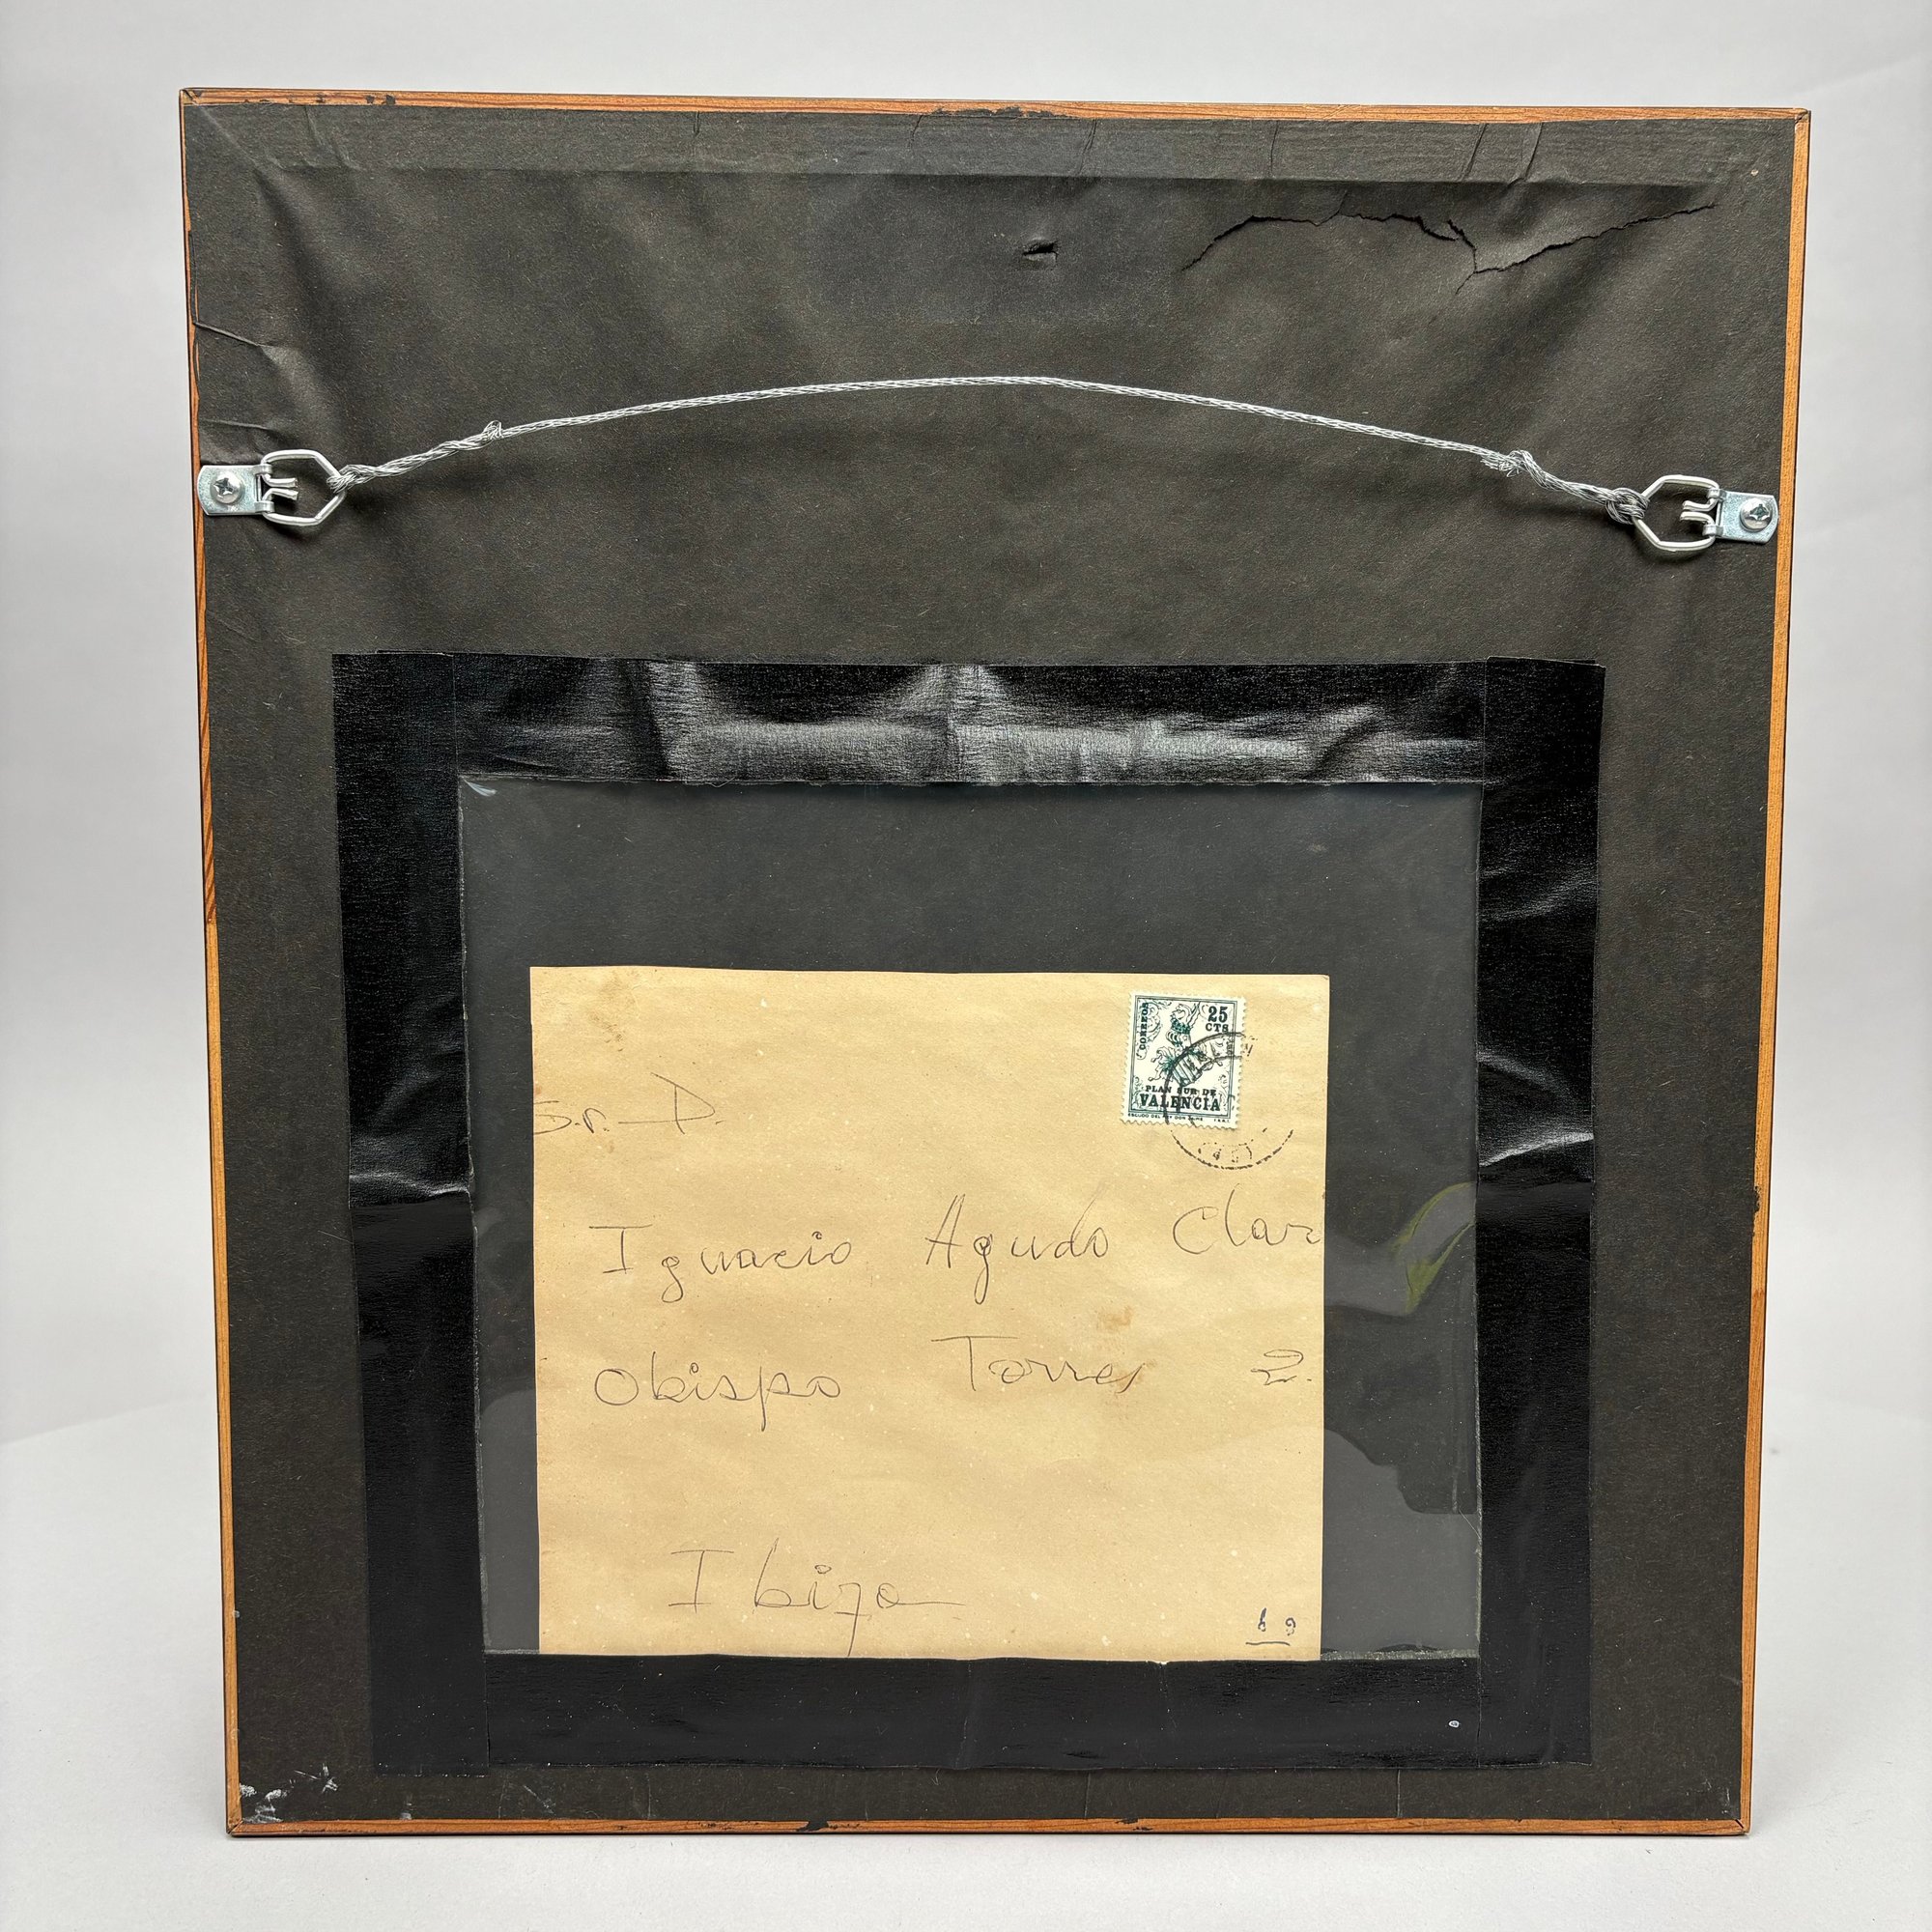 CORREOS
25
CTS
PLAN SUR DE
VALENCIA
Sr. D.
Ignacio Agudo Clar
Obispo Torres 2.
Ibiza
69